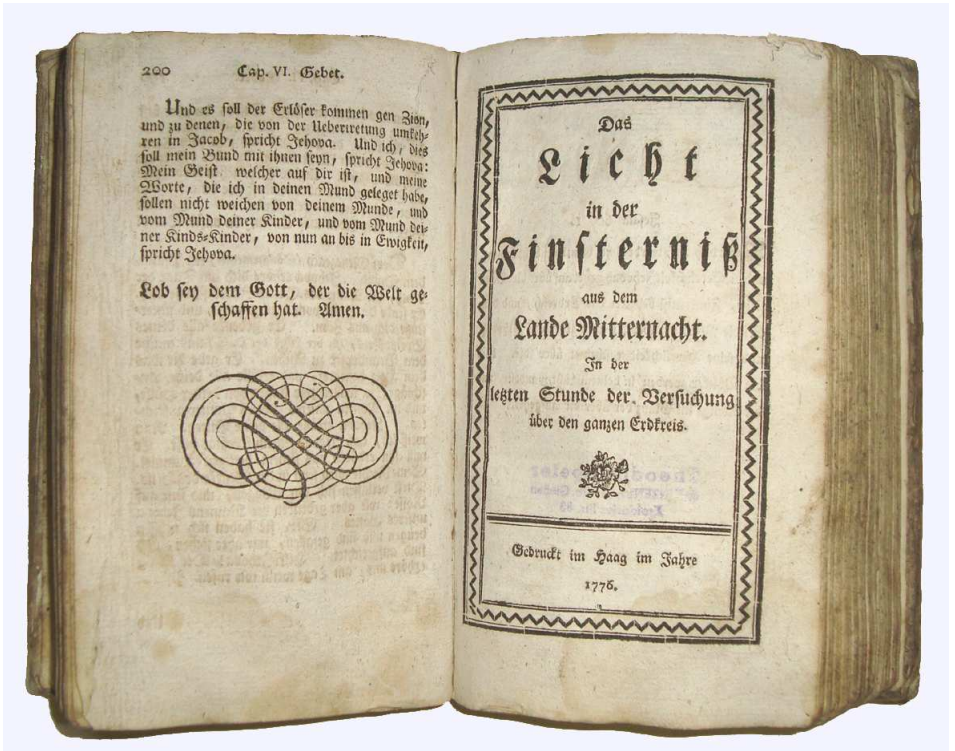 200 Cap. VI. Gebet.
Und es soll der Erlöser kommen gen Zion,
und zu denen, die von der Uebertretung umkeh-
ren in Jacob, spricht Jehova. Und ich, dies
soll mein Bund mit ihnen seyn, spricht Jehova:
Mein Geist welcher auf dir ist, und meine
Worte, die ich in deinen Mund geleget habe,
sollen nicht weichen von deinem Munde, und
vom Mund deiner Kinder, und vom Mund dei-
ner Kinds-Kinder, von nun an bis in Ewigkeit,
spricht Jehova.
Lob sey dem Gott, der die Welt ge-
schaffen hat. Amen.
Das
Licht
in der
Finsterniß
aus dem
Lande Mitternacht.
In der
letzten Stunde der Versuchung
über den ganzen Erdkreis.
Gedruckt im Haag im Jahre
1776.